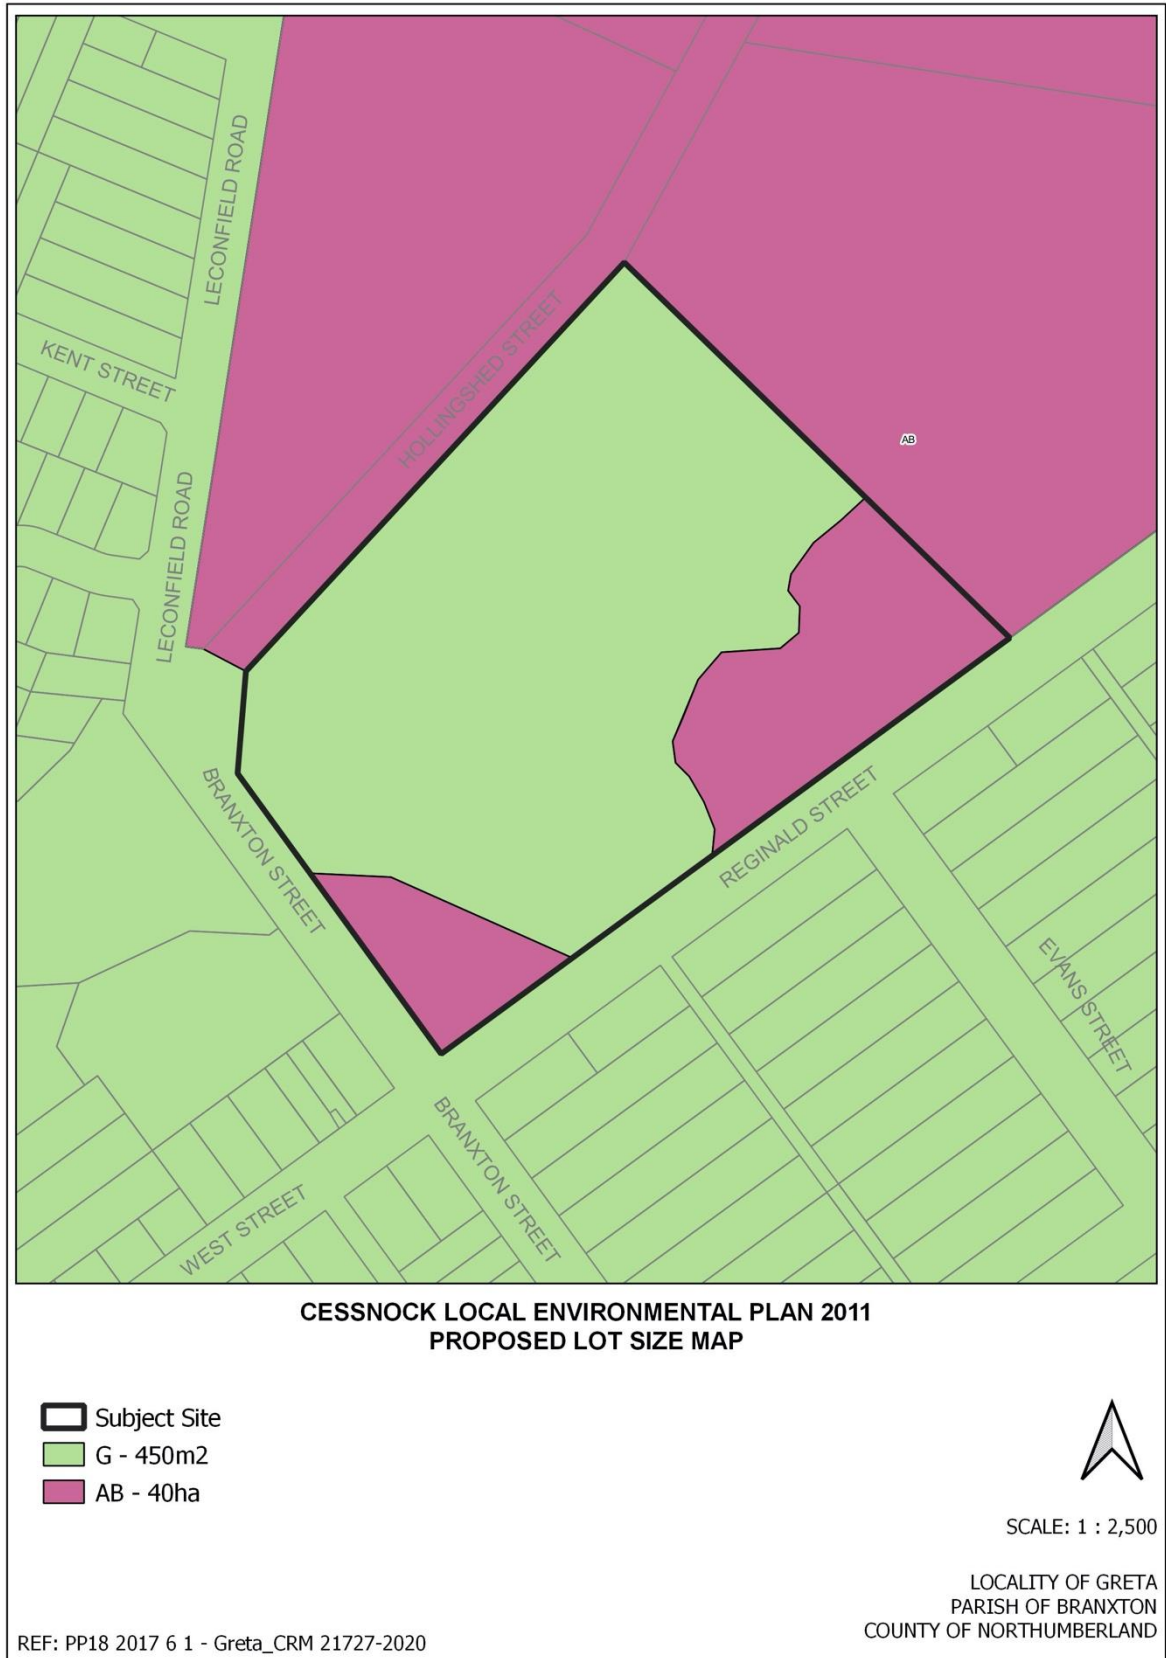 LECONFIELD ROAD
KENT STREET
HOLLINGSHED STREET
AB
LECONFIELD ROAD
BRANXTON STREET
REGINALD STREET
EVANS STREET
BRANXTON STREET
WEST STREET
CESSNOCK LOCAL ENVIRONMENTAL PLAN 2011
PROPOSED LOT SIZE MAP
Subject Site
G - 450m2
AB - 40ha
SCALE: 1 : 2,500
LOCALITY OF GRETA
PARISH OF BRANXTON
COUNTY OF NORTHUMBERLAND
REF: PP18 2017 6 1 - Greta_CRM 21727-2020